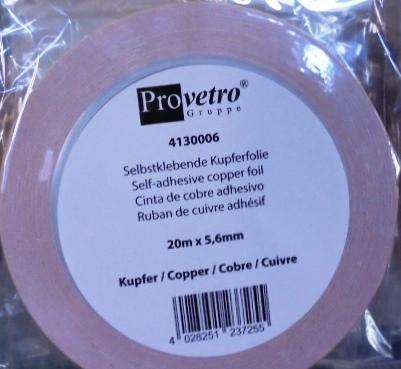 Provetro®
Gruppe
4130006
Selbstklebende Kupferfolie
Self-adhesive copper foil
Cinta de cobre adhesivo
Ruban de cuivre adhésif
20m x 5,6mm
Kupfer / Copper / Cobre / Cuivre
4 028251 237255